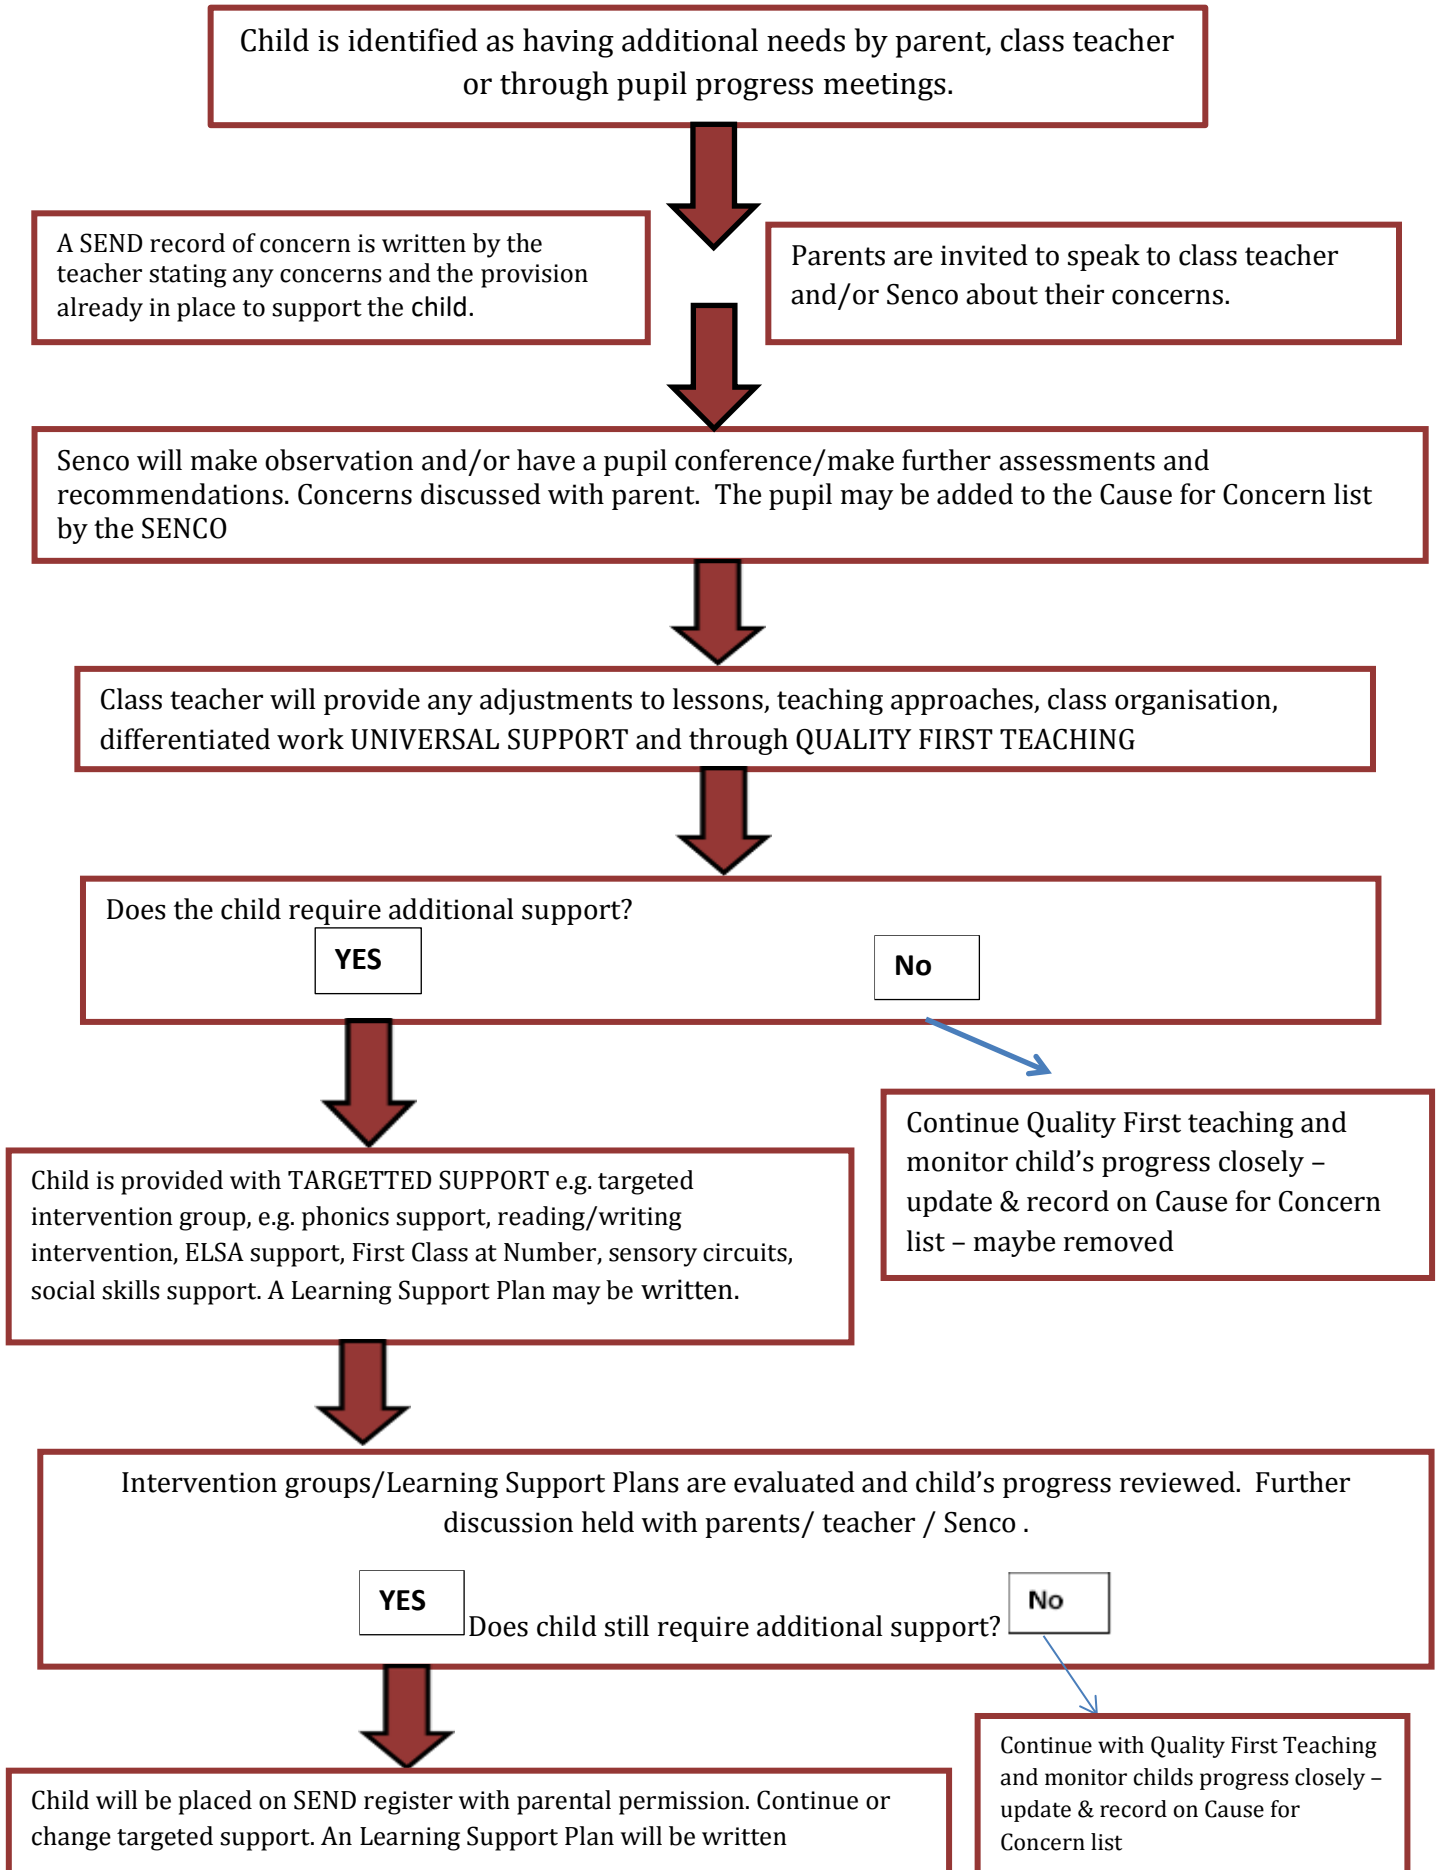 Child is identified as having additional needs by parent, class teacher
or through pupil progress meetings.
A SEND record of concern is written by the
teacher stating any concerns and the provision
already in place to support the child.
Parents are invited to speak to class teacher
and/or Senco about their concerns.
Senco will make observation and/or have a pupil conference/make further assessments and
recommendations. Concerns discussed with parent.  The pupil may be added to the Cause for Concern list
by the SENCO
Class teacher will provide any adjustments to lessons, teaching approaches, class organisation,
differentiated work UNIVERSAL SUPPORT and through QUALITY FIRST TEACHING
Does the child require additional support?
YES
No
Continue Quality First teaching and
monitor child’s progress closely –
update & record on Cause for Concern
list – maybe removed
Child is provided with TARGETTED SUPPORT e.g. targeted
intervention group, e.g. phonics support, reading/writing
intervention, ELSA support, First Class at Number, sensory circuits,
social skills support. A Learning Support Plan may be written.
Intervention groups/Learning Support Plans are evaluated and child’s progress reviewed.  Further
discussion held with parents/ teacher / Senco .
YES
Does child still require additional support?
No
Child will be placed on SEND register with parental permission. Continue or
change targeted support. An Learning Support Plan will be written
Continue with Quality First Teaching
and monitor childs progress closely –
update & record on Cause for
Concern list